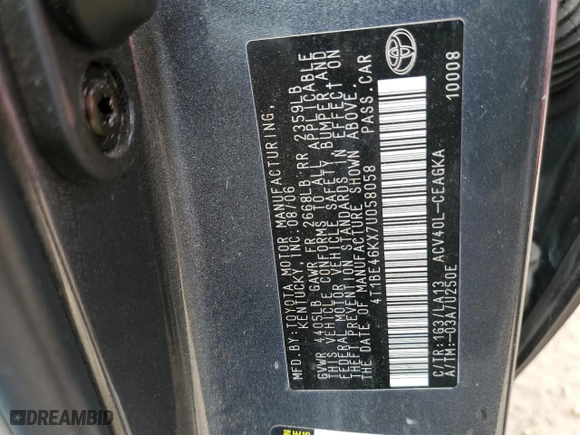 MFD.BY:TOYOTA MOTOR MANUFACTURING,
KENTUCKY, INC. 08/06
GVWR 4405LB GAWR FR 2668LB RR 2359LB
THIS VEHICLE CONFORMS TO ALL APPLICABLE
FEDERAL MOTOR VEHICLE SAFETY, BUMPER, AND
THEFT PREVENTION STANDARDS IN EFFECT ON
THE DATE OF MANUFACTURE SHOWN ABOVE.
4T1BE46KX7U058058 PASS.CAR
C/TR:1G3/LA13 ACV40L-CEAGKA
A/TM:-03A/U250E 10008
DREAMBID